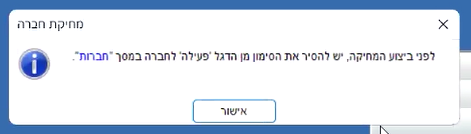 מחיקת חברה
לפני ביצוע המחיקה, יש להסיר את הסימון מן הדגל 'פעילה' לחברה במסך "חברות".
אישור